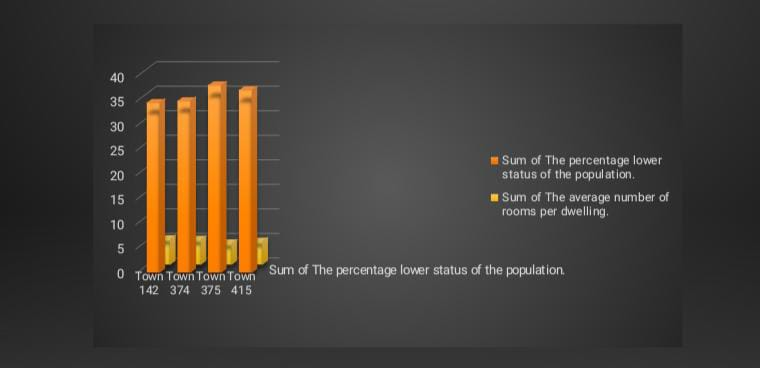 40
35
30
25
20
15
10
5
0
Town Town Town Town
142 374 375 415
Sum of The percentage lower status of the population.
Sum of The percentage lower
status of the population.
Sum of The average number of
rooms per dwelling.